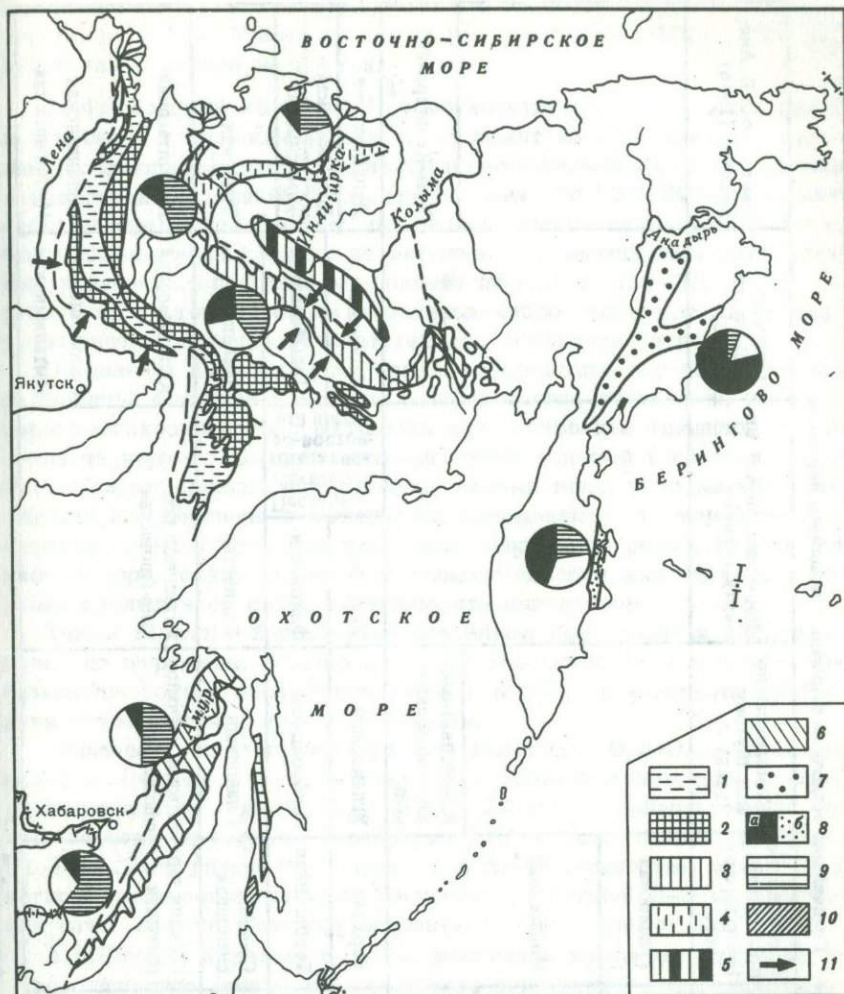 ВОСТОЧНО-СИБИРСКОЕ
МОРЕ
Лена
Индигирка
Колыма
Анадырь
Якутск
БЕРИНГОВО МОРЕ
ОХОТСКОЕ
МОРЕ
Амур
Хабаровск
6
1 7
2 а б 8
3 9
4 10
5 11